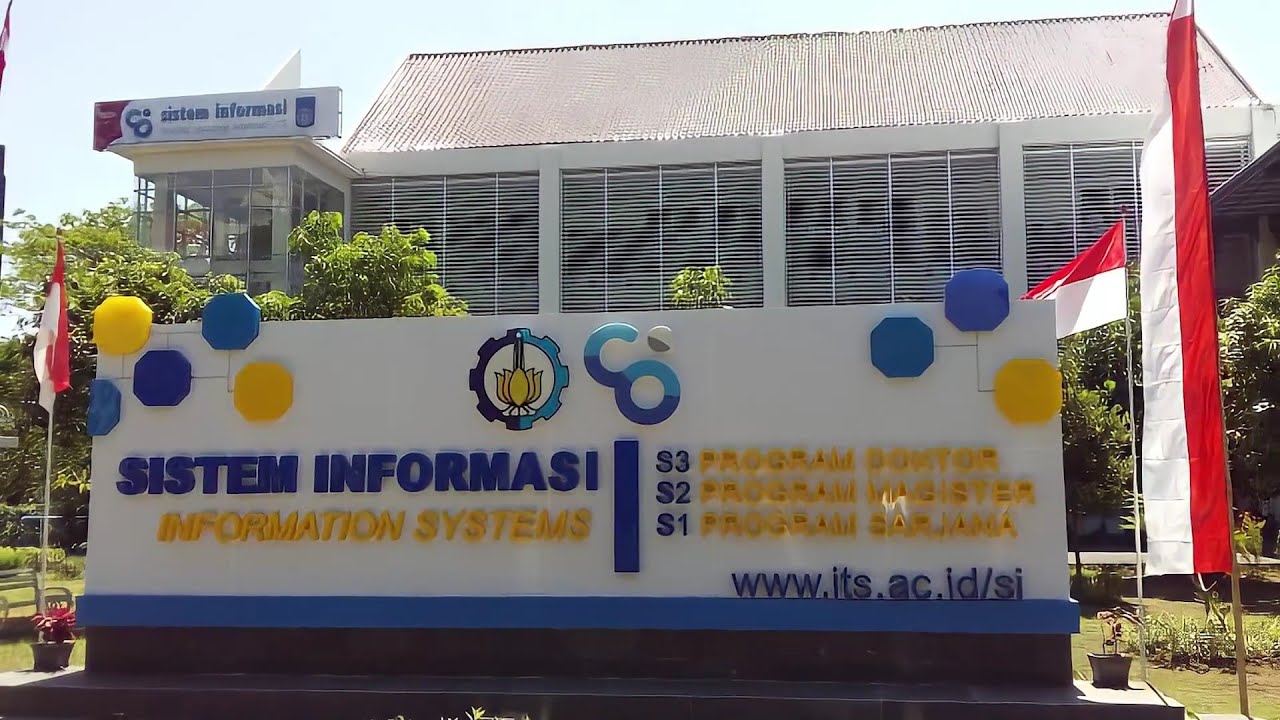 sistem informasi
SISTEM INFORMASI
INFORMATION SYSTEMS
S3 PROGRAM DOKTOR
S2 PROGRAM MAGISTER
S1 PROGRAM SARJANA
www.its.ac.id/si